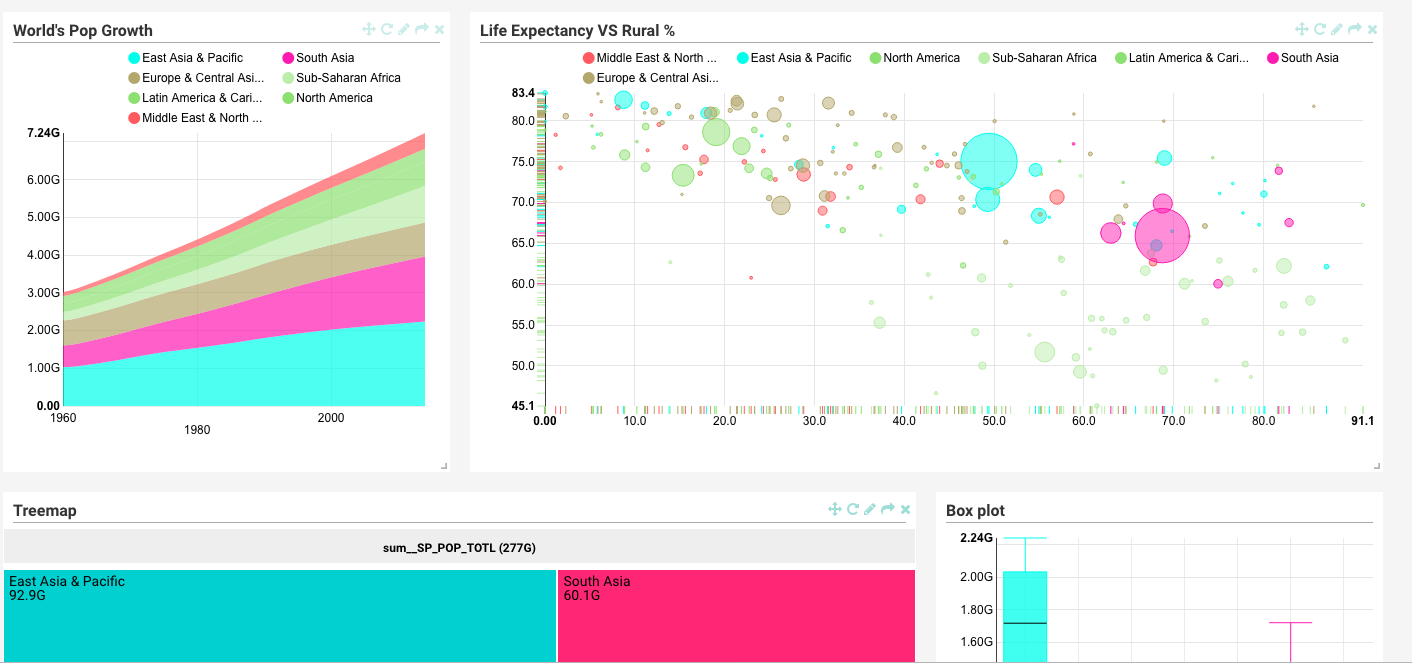 World's Pop Growth
East Asia & Pacific
South Asia
Europe & Central Asi...
Sub-Saharan Africa
Latin America & Cari...
North America
Middle East & North ...
7.24G
6.00G
5.00G
4.00G
3.00G
2.00G
1.00G
0.00
1960
1980
2000
Life Expectancy VS Rural %
Middle East & North ...
East Asia & Pacific
North America
Sub-Saharan Africa
Latin America & Cari...
South Asia
Europe & Central Asi...
83.4
80.0
75.0
70.0
65.0
60.0
55.0
50.0
45.1
0.00
10.0
20.0
30.0
40.0
50.0
60.0
70.0
80.0
91.1
Treemap
sum__SP_POP_TOTL (277G)
East Asia & Pacific
92.9G
South Asia
60.1G
Box plot
2.24G
2.00G
1.80G
1.60G